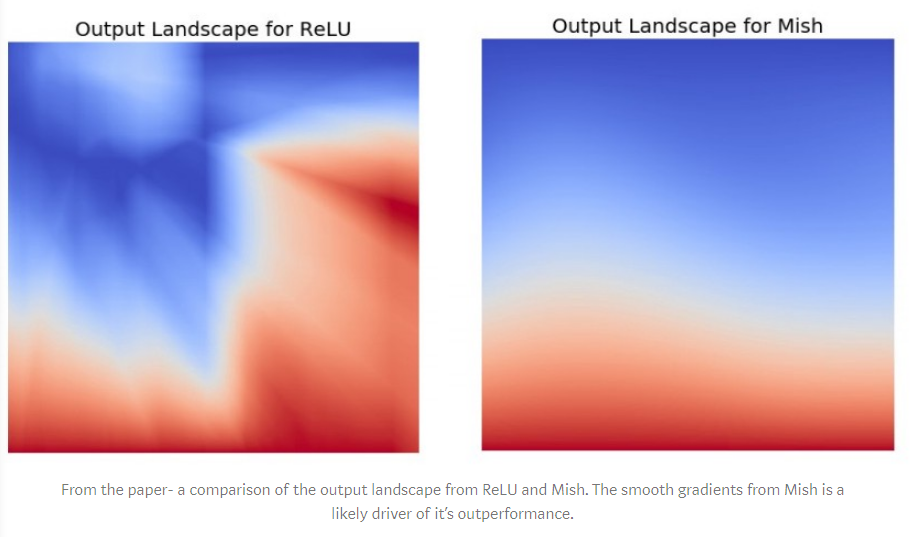 Output Landscape for ReLU
Output Landscape for Mish
From the paper- a comparison of the output landscape from ReLU and Mish. The smooth gradients from Mish is a
likely driver of it's outperformance.